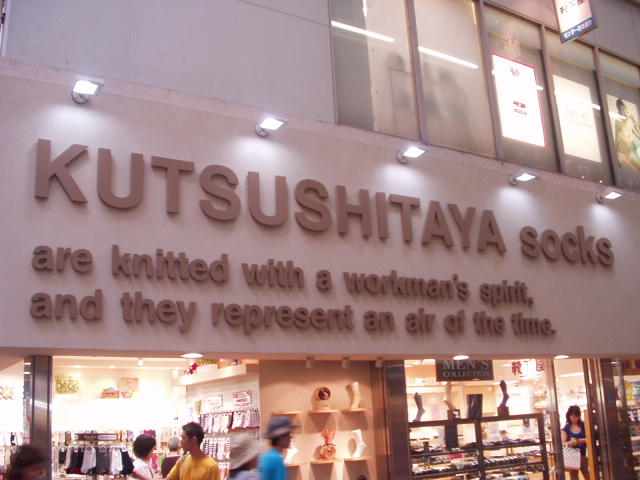 KUTSUSHITAYA socks
are knitted with a workman's spirit,
and they represent an air of the time.
MEN'S
COLLECTION